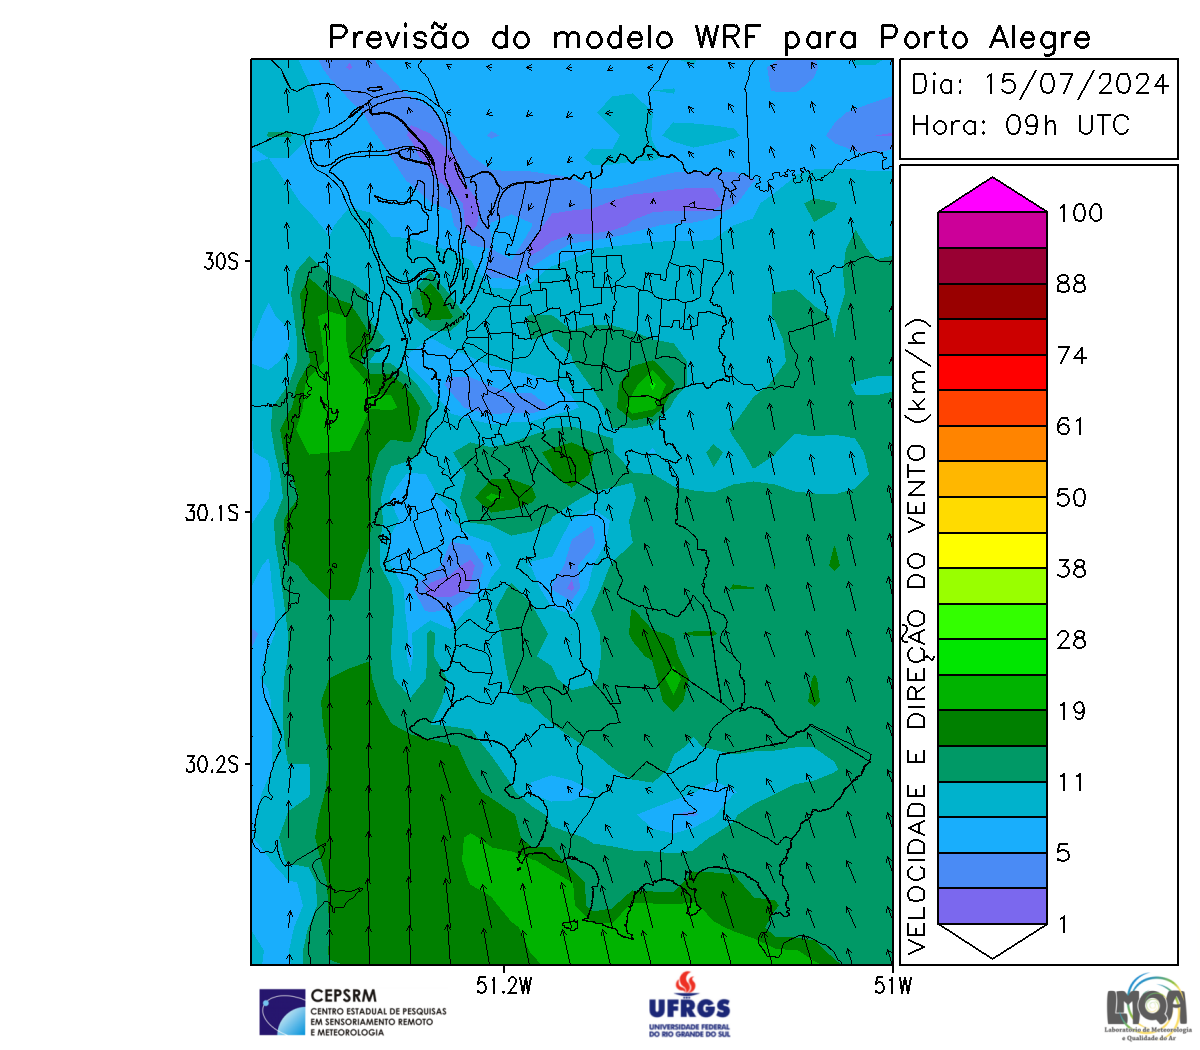 Previsão do modelo WRF para Porto Alegre
Dia: 15/07/2024
Hora: 09h UTC
100
88
74
61
50
38
28
19
11
5
1
VELOCIDADE E DIREÇÃO DO VENTO (km/h)
30S
30.1S
30.2S
51.2W
51W
CEPSRM
CENTRO ESTADUAL DE PESQUISAS
EM SENSORIAMENTO REMOTO
E METEOROLOGIA
UFRGS
UNIVERSIDADE FEDERAL
DO RIO GRANDE DO SUL
LMQA
Laboratório de Meteorologia
e Qualidade do Ar